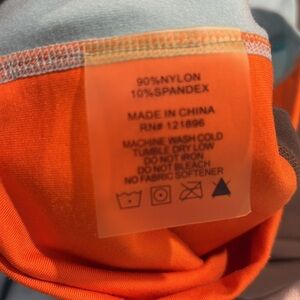 90%NYLON
10%SPANDEX
MADE IN CHINA
RN# 121896
MACHINE WASH COLD
TUMBLE DRY LOW
DO NOT IRON
DO NOT BLEACH
NO FABRIC SOFTENER